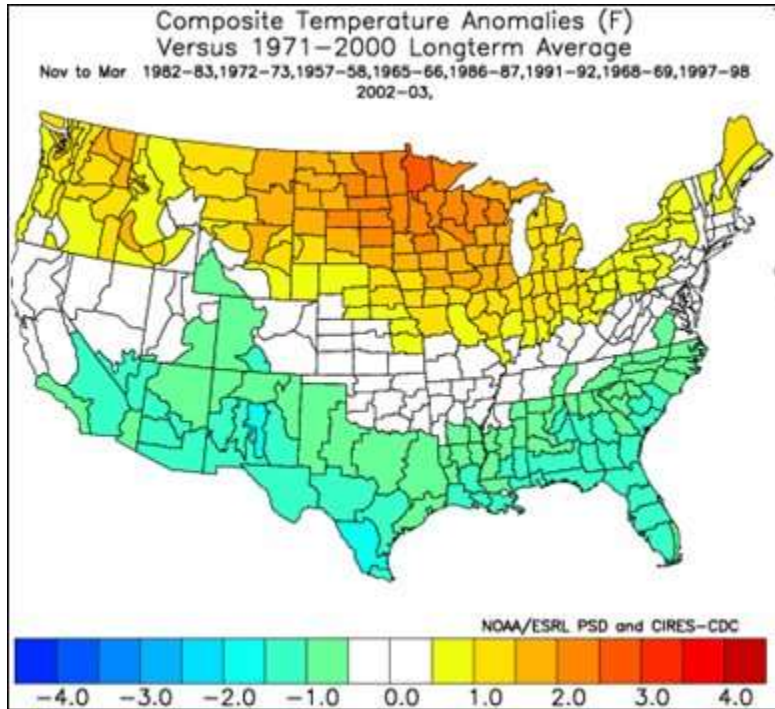 Composite Temperature Anomalies (F)
Versus 1971-2000 Longterm Average
Nov to Mar 1982-83,1972-73,1957-58,1965-66,1986-87,1991-92,1968-69,1997-98
2002-03,
NOAA/ESRL PSD and CIRES-CDC
-4.0 -3.0 -2.0 -1.0 0.0 1.0 2.0 3.0 4.0